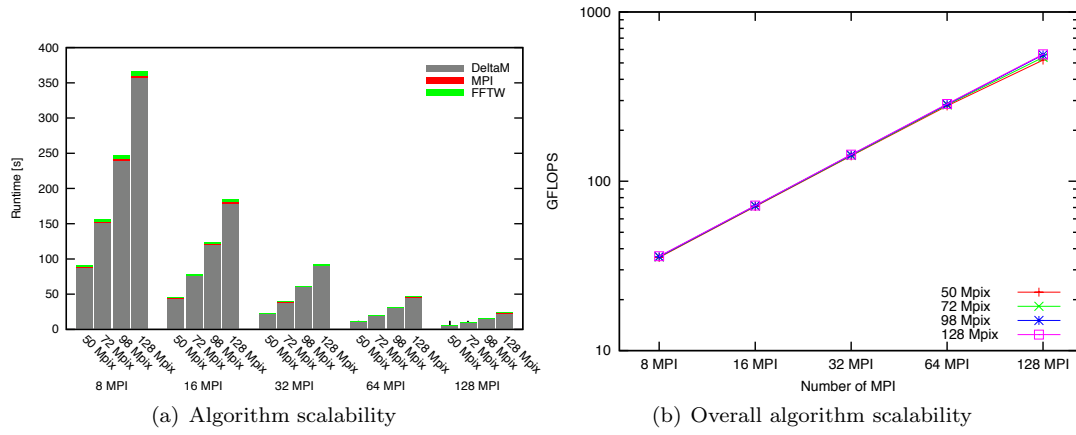 400
350
300
250
200
150
100
50
0
Runtime [s]
DeltaM
MPI
FFTW
50 Mpix
72 Mpix
98 Mpix
128 Mpix
50 Mpix
72 Mpix
98 Mpix
128 Mpix
50 Mpix
72 Mpix
98 Mpix
128 Mpix
50 Mpix
72 Mpix
98 Mpix
128 Mpix
50 Mpix
72 Mpix
98 Mpix
128 Mpix
8 MPI 16 MPI 32 MPI 64 MPI 128 MPI
(a) Algorithm scalability
1000
100
10
GFLOPS
50 Mpix
72 Mpix
98 Mpix
128 Mpix
8 MPI 16 MPI 32 MPI 64 MPI 128 MPI
Number of MPI
(b) Overall algorithm scalability